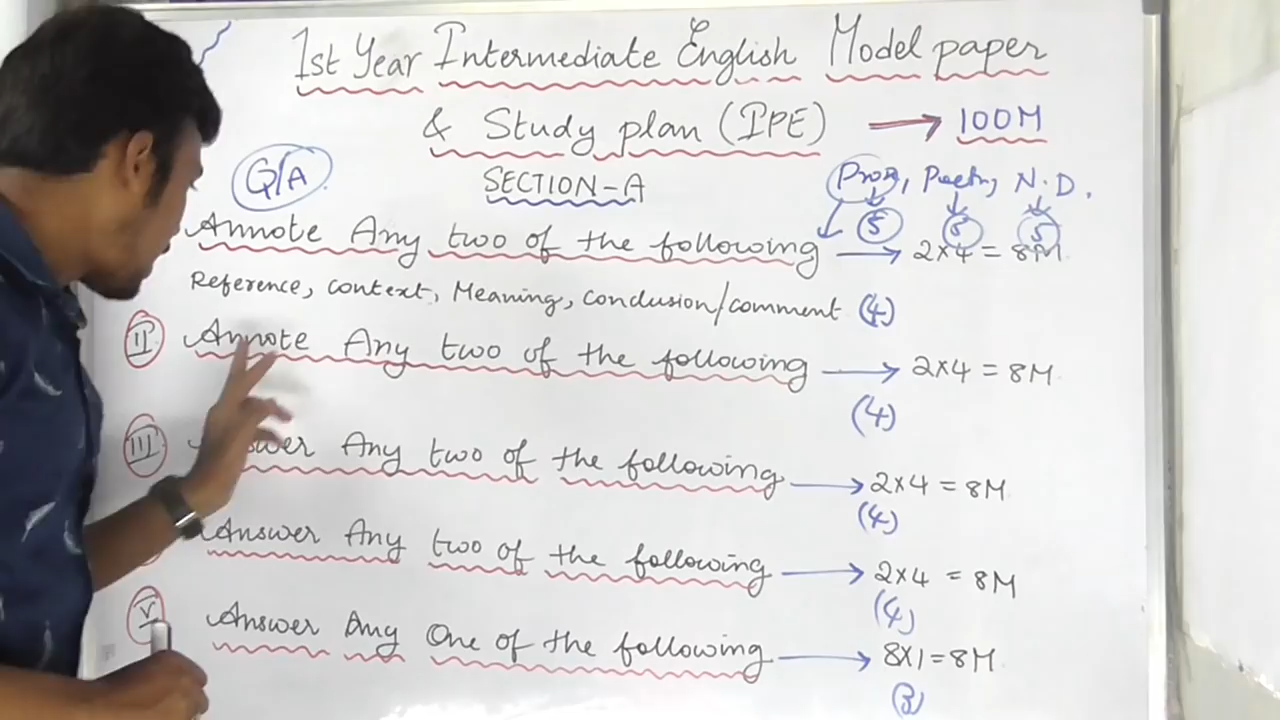 1st Year Intermediate English Model paper
& Study plan (IPE) → 100M
Q/A SECTION-A Prose, Poetry, N.D.
5 5 5
Annote Any two of the following → 2×4 = 8M
Reference, context, Meaning, conclusion/comment (4)
II Annote Any two of the following → 2×4 = 8M
(4)
III Any two of the following → 2×4 = 8M
(4)
Answer Any two of the following → 2×4 = 8M
(4)
V Answer Any One of the following → 8×1=8M
(3)